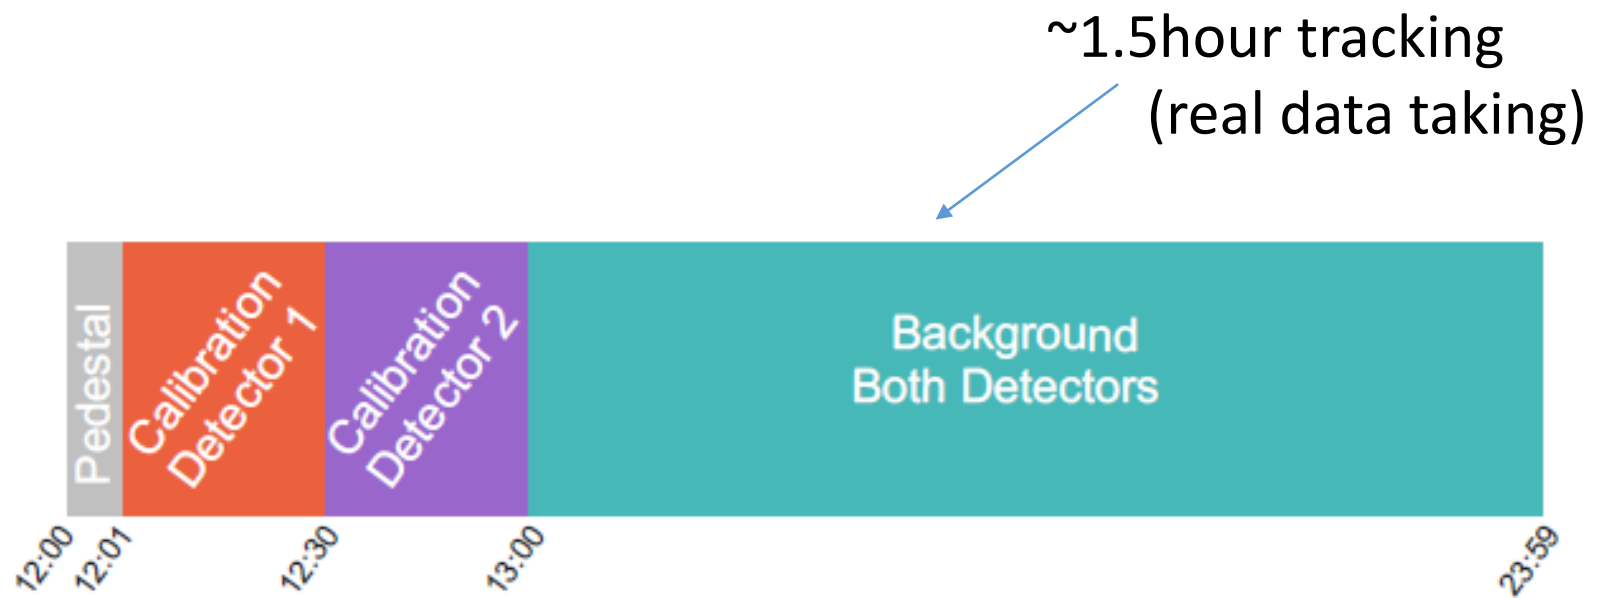 ~1.5hour tracking
(real data taking)
Pedestal
Calibration
Detector 1
Calibration
Detector 2
Background
Both Detectors
12:00
12:01
12:30
13:00
23:59